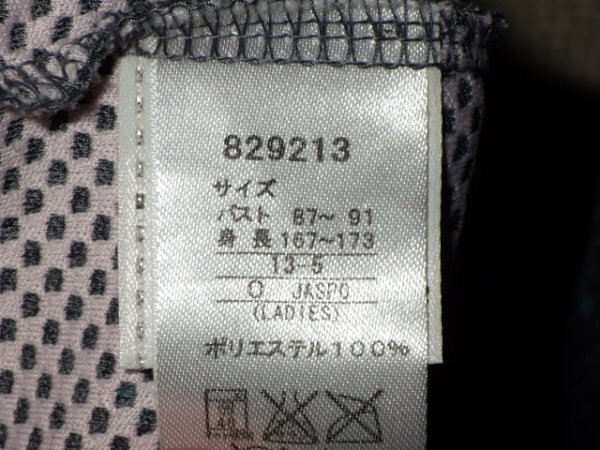 829213
サイズ
バスト 87～ 91
身 長 167～173
13-5
O JASPO
(LADIES)
ポリエステル100%